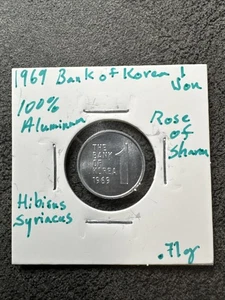 1969 Bank of Korea 1
Won
100%
Aluminum
Rose
of
Sharon
THE
BANK
OF
KOREA
1969
1
Hibicus
Syriacus
.71g